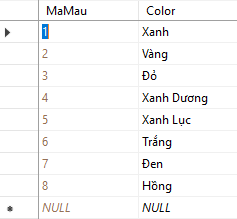 MaMau Color
1 Xanh
2 Vàng
3 Đỏ
4 Xanh Dương
5 Xanh Lục
6 Trắng
7 Đen
8 Hồng
NULL NULL